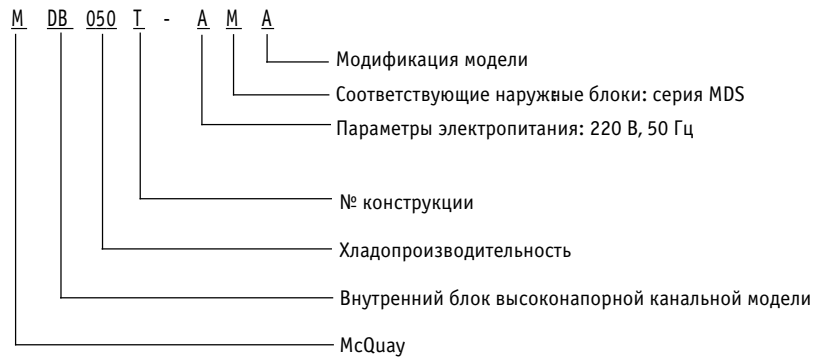 M DB 050 T - A M A
Модификация модели
Соответствующие наружные блоки: серия MDS
Параметры электропитания: 220 В, 50 Гц
№ конструкции
Хладопроизводительность
Внутренний блок высоконапорной канальной модели
McQuay